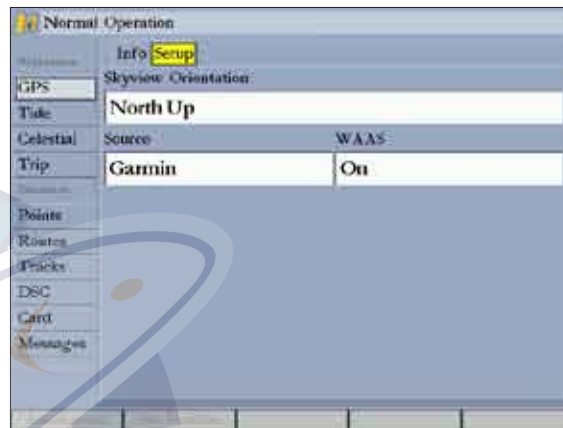 Normal Operation
Info Setup
Skyview Orientation
GPS
North Up
Tide
Celestial
Source WAAS
Trip
Garmin On
Points
Routes
Tracks
DSC
Card
Messages